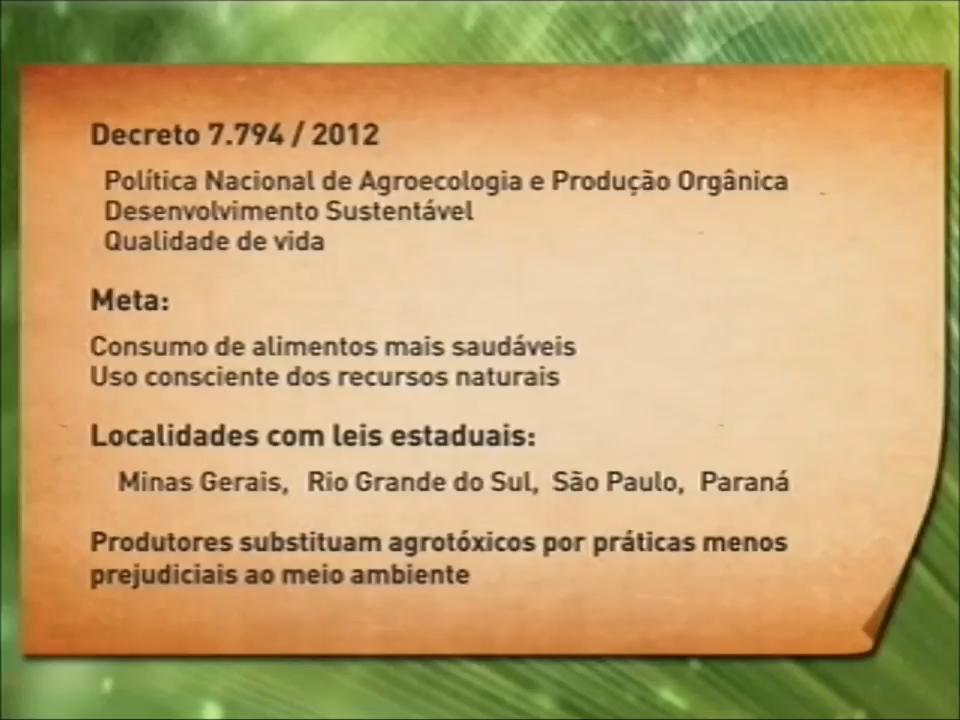 Decreto 7.794 / 2012
Política Nacional de Agroecologia e Produção Orgânica
Desenvolvimento Sustentável
Qualidade de vida
Meta:
Consumo de alimentos mais saudáveis
Uso consciente dos recursos naturais
Localidades com leis estaduais:
Minas Gerais, Rio Grande do Sul, São Paulo, Paraná
Produtores substituam agrotóxicos por práticas menos
prejudiciais ao meio ambiente